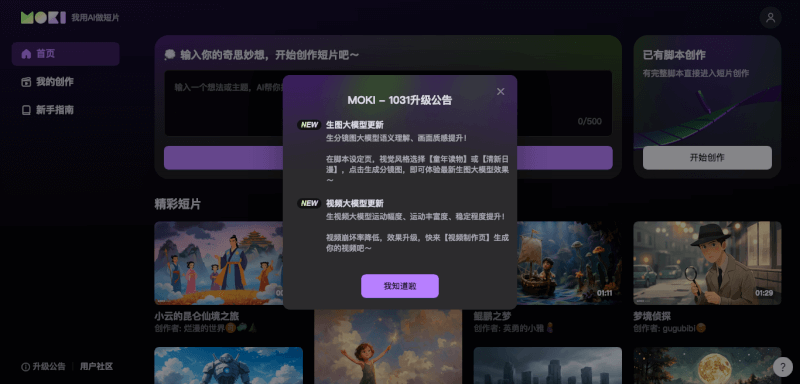 MOKI 我用AI做短片
首页
我的创作
新手指南
输入你的奇思妙想，开始创作短片吧～
输入一个想法或主题，AI帮你
0/500
已有脚本创作
有完整脚本直接进入短片创作
开始创作
MOKI – 1031升级公告
NEW 生图大模型更新
生分镜图大模型语义理解、画面质感提升！
在脚本设定页，视觉风格选择【童年读物】或【清新日
漫】，点击生成分镜图，即可体验最新生图大模型效果
～
NEW 视频大模型更新
生视频大模型运动幅度、运动丰富度、稳定程度提升！
视频崩坏率降低，效果升级，快来【视频制作页】生成
你的视频吧～
我知道啦
精彩短片
小云的昆仑仙境之旅
创作者: 烂漫的世界
01:11
鲲鹏之梦
创作者: 英勇的小雅
01:29
梦境侦探
创作者: gugubibi
升级公告 | 用户社区
?